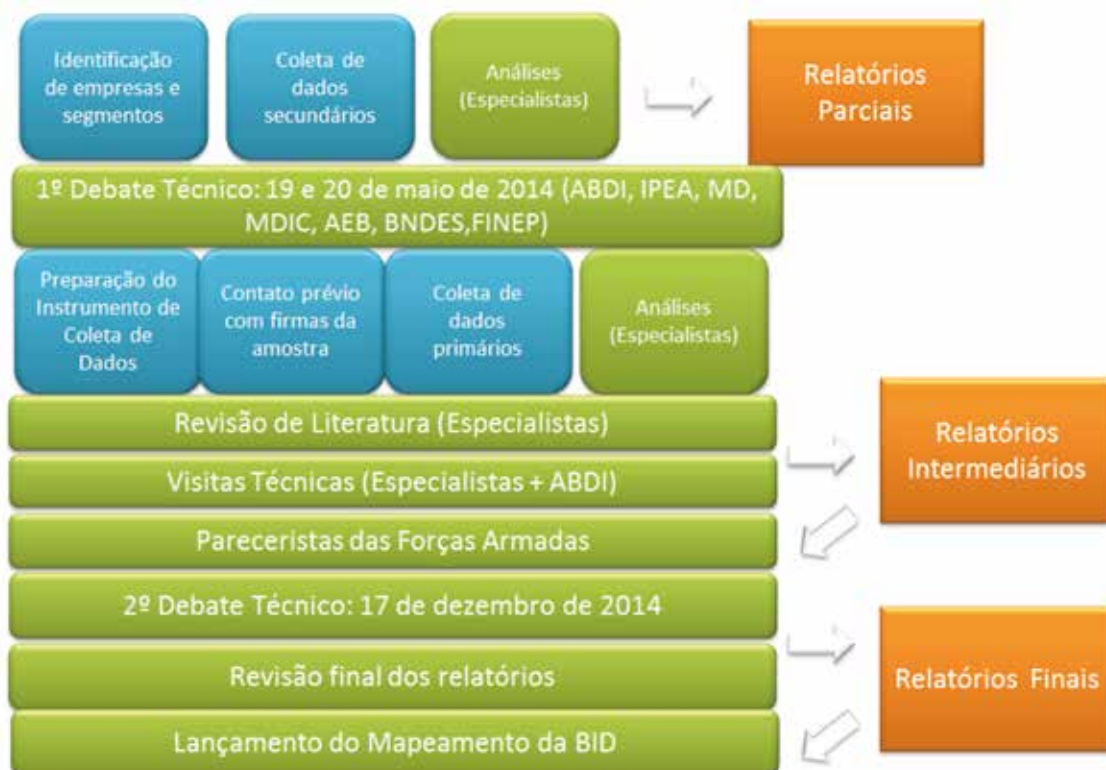 Identificação
de empresas e
segmentos
Coleta de
dados
secundários
Análises
(Especialistas)
Relatórios
Parciais
1º Debate Técnico: 19 e 20 de maio de 2014 (ABDI, IPEA, MD,
MDIC, AEB, BNDES,FINEP)
Preparação do
Instrumento de
Coleta de
Dados
Contato prévio
com firmas da
amostra
Coleta de
dados
primários
Análises
(Especialistas)
Revisão de Literatura (Especialistas)
Visitas Técnicas (Especialistas + ABDI)
Relatórios
Intermediários
Pareceristas das Forças Armadas
2º Debate Técnico: 17 de dezembro de 2014
Revisão final dos relatórios
Relatórios Finais
Lançamento do Mapeamento da BID